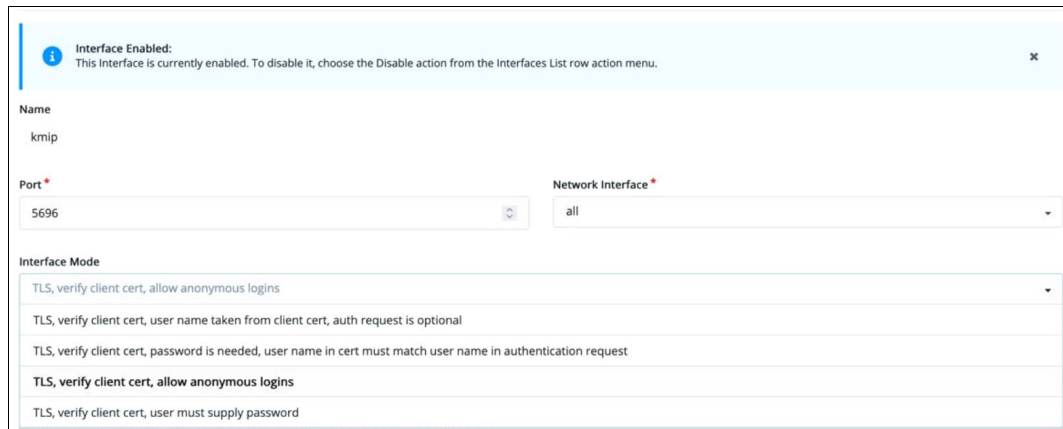 Interface Enabled:
This Interface is currently enabled. To disable it, choose the Disable action from the Interfaces List row action menu.
Name
kmip
Port *
Network Interface *
5696
all
Interface Mode
TLS, verify client cert, allow anonymous logins
TLS, verify client cert, user name taken from client cert, auth request is optional
TLS, verify client cert, password is needed, user name in cert must match user name in authentication request
TLS, verify client cert, allow anonymous logins
TLS, verify client cert, user must supply password